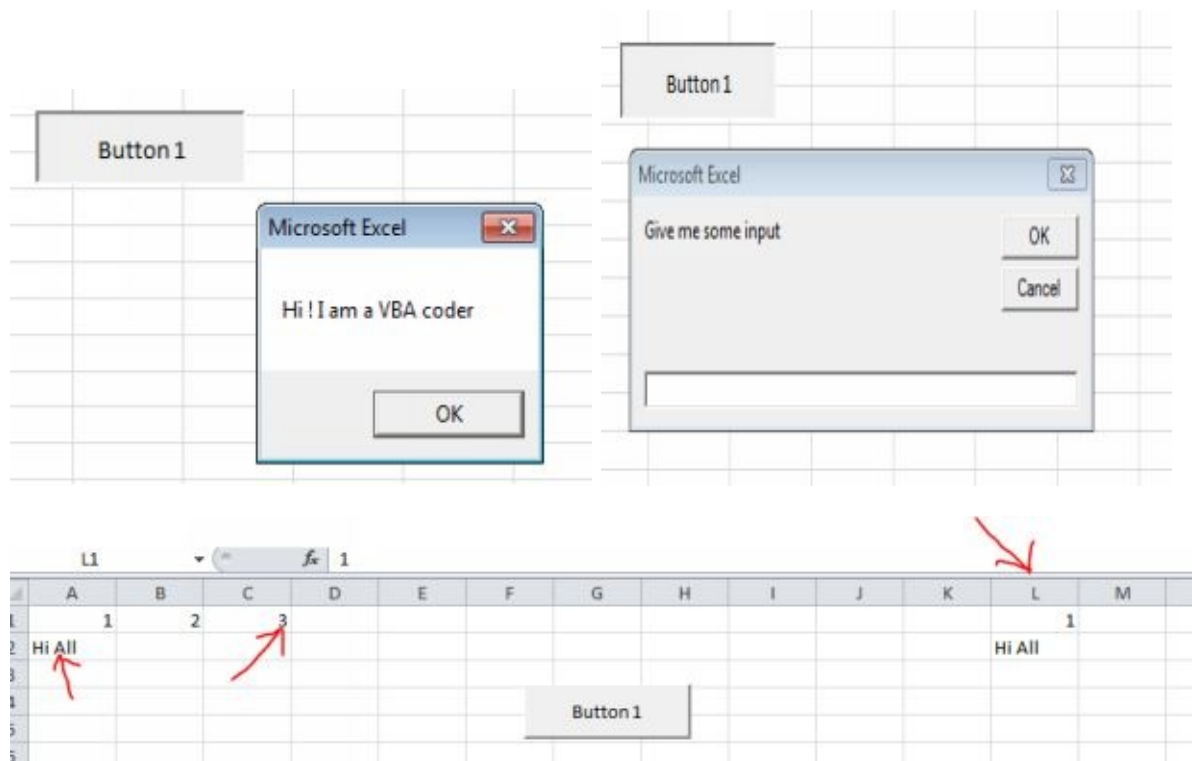 Button 1
Microsoft Excel
Hi ! I am a VBA coder
OK
Button 1
Microsoft Excel
Give me some input
OK
Cancel
L1 fx 1
A B C D E F G H I J K L M
1 1 2 3 1
2 Hi All Hi All
3
4
Button 1
5
6